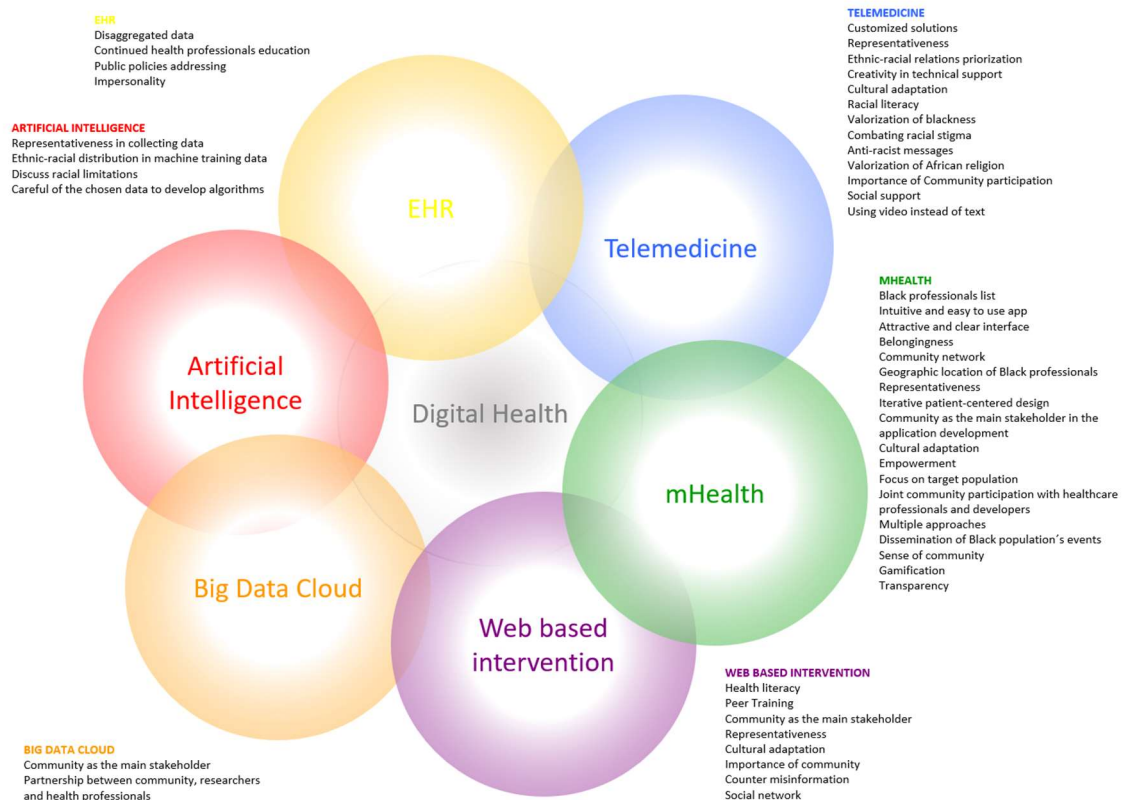 EHR
Disaggregated data
Continued health professionals education
Public policies addressing
Impersonality
ARTIFICIAL INTELLIGENCE
Representativeness in collecting data
Ethnic-racial distribution in machine training data
Discuss racial limitations
Careful of the chosen data to develop algorithms
TELEMEDICINE
Customized solutions
Representativeness
Ethnic-racial relations priorization
Creativity in technical support
Cultural adaptation
Racial literacy
Valorization of blackness
Combating racial stigma
Anti-racist messages
Valorization of African religion
Importance of Community participation
Social support
Using video instead of text
EHR
Telemedicine
Artificial
Intelligence
Digital Health
mHealth
Big Data Cloud
Web based
intervention
MHEALTH
Black professionals list
Intuitive and easy to use app
Attractive and clear interface
Belongingness
Community network
Geographic location of Black professionals
Representativeness
Iterative patient-centered design
Community as the main stakeholder in the
application development
Cultural adaptation
Empowerment
Focus on target population
Joint community participation with healthcare
professionals and developers
Multiple approaches
Dissemination of Black population´s events
Sense of community
Gamification
Transparency
WEB BASED INTERVENTION
Health literacy
Peer Training
Community as the main stakeholder
Representativeness
Cultural adaptation
Importance of community
Counter misinformation
Social network
BIG DATA CLOUD
Community as the main stakeholder
Partnership between community, researchers
and health professionals